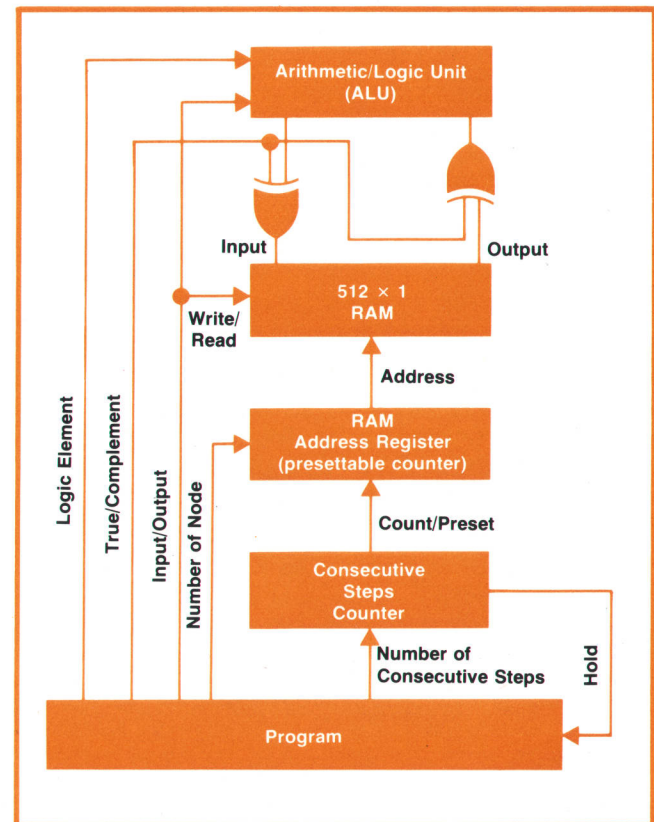 Arithmetic/Logic Unit
(ALU)
Input
Output
512 × 1
RAM
Write/
Read
Address
RAM
Address Register
(presettable counter)
Logic Element
True/Complement
Input/Output
Number of Node
Count/Preset
Consecutive
Steps
Counter
Number of
Consecutive Steps
Hold
Program